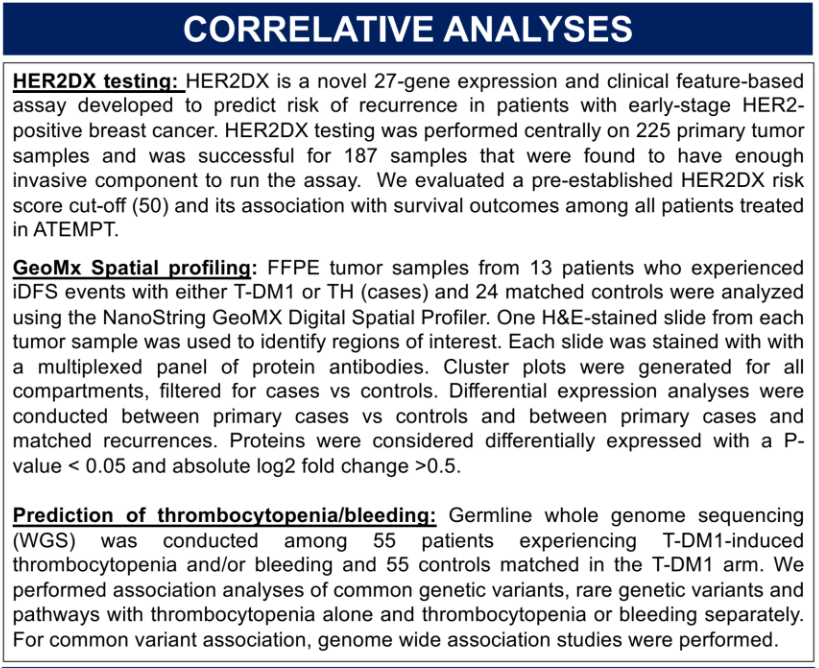 CORRELATIVE ANALYSES
HER2DX testing: HER2DX is a novel 27-gene expression and clinical feature-based
assay developed to predict risk of recurrence in patients with early-stage HER2-
positive breast cancer. HER2DX testing was performed centrally on 225 primary tumor
samples and was successful for 187 samples that were found to have enough
invasive component to run the assay. We evaluated a pre-established HER2DX risk
score cut-off (50) and its association with survival outcomes among all patients treated
in ATEMPT.
GeoMx Spatial profiling: FFPE tumor samples from 13 patients who experienced
iDFS events with either T-DM1 or TH (cases) and 24 matched controls were analyzed
using the NanoString GeoMX Digital Spatial Profiler. One H&E-stained slide from each
tumor sample was used to identify regions of interest. Each slide was stained with with
a multiplexed panel of protein antibodies. Cluster plots were generated for all
compartments, filtered for cases vs controls. Differential expression analyses were
conducted between primary cases vs controls and between primary cases and
matched recurrences. Proteins were considered differentially expressed with a P-
value < 0.05 and absolute log2 fold change >0.5.
Prediction of thrombocytopenia/bleeding: Germline whole genome sequencing
(WGS) was conducted among 55 patients experiencing T-DM1-induced
thrombocytopenia and/or bleeding and 55 controls matched in the T-DM1 arm. We
performed association analyses of common genetic variants, rare genetic variants and
pathways with thrombocytopenia alone and thrombocytopenia or bleeding separately.
For common variant association, genome wide association studies were performed.